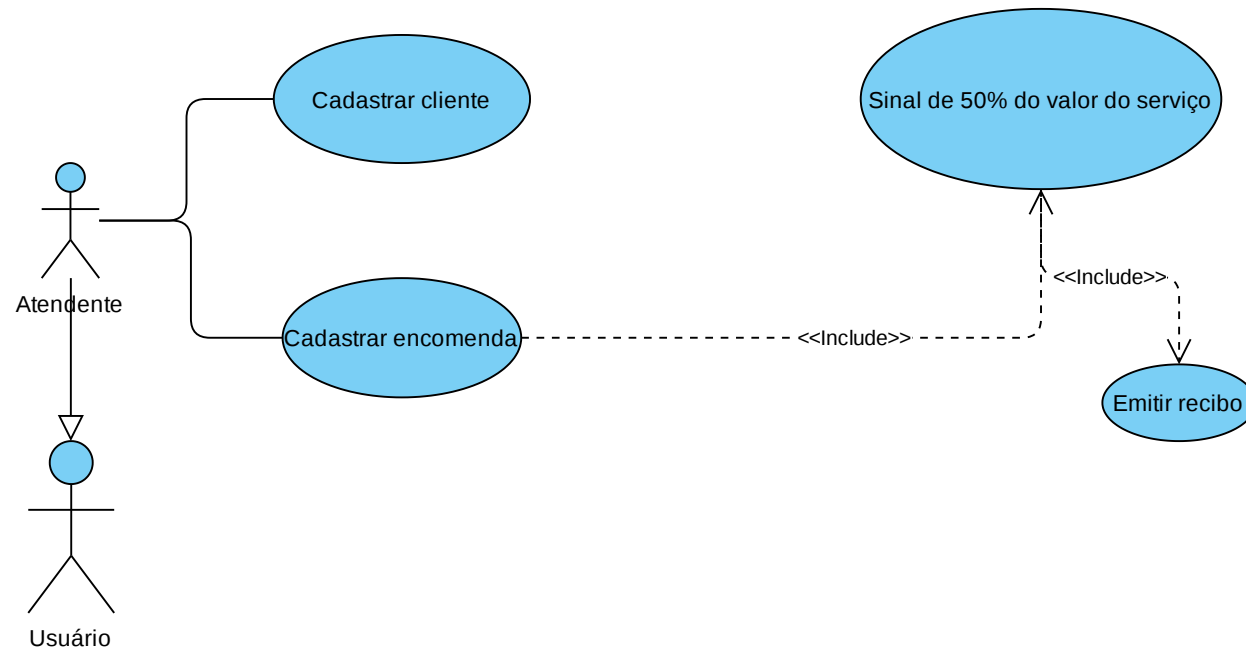 Cadastrar cliente
Sinal de 50% do valor do serviço
<<Include>>
Atendente
Cadastrar encomenda
<<Include>>
Emitir recibo
Usuário